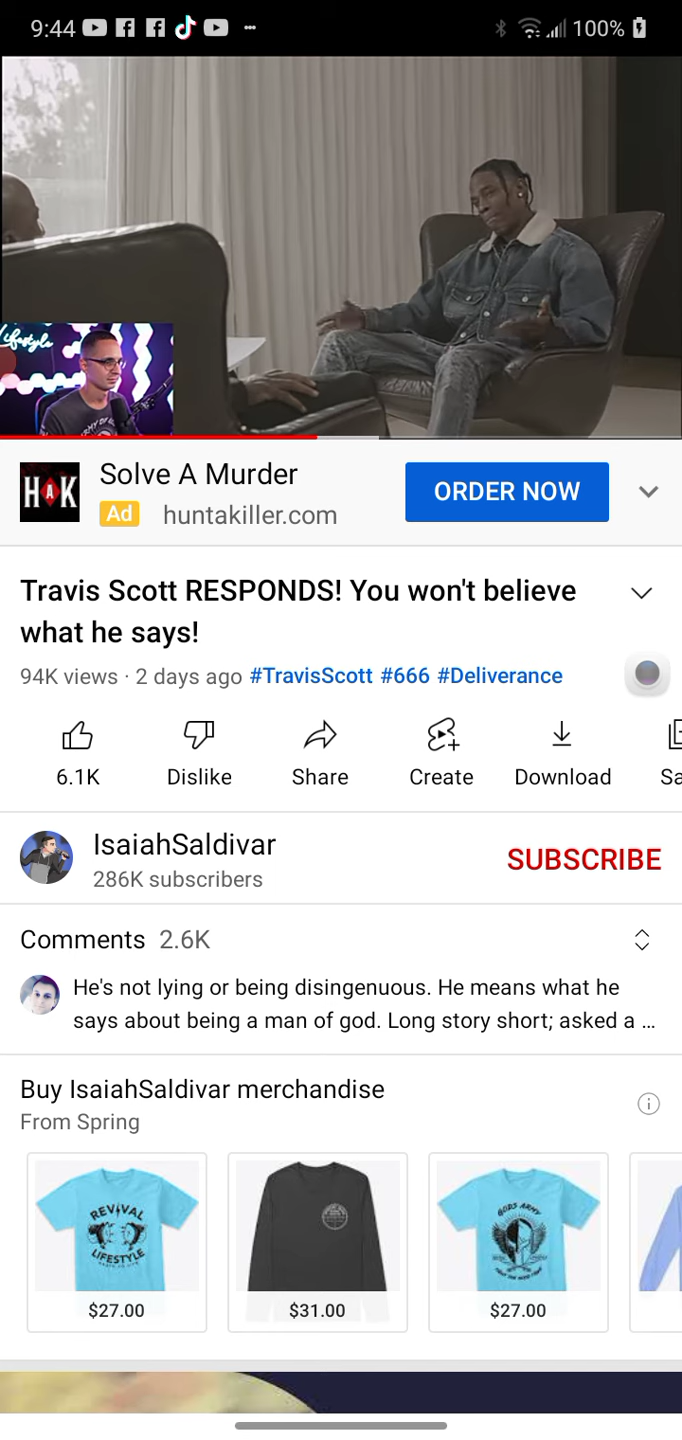 9:44
100%
Lifestyle
HAK
Solve A Murder
Ad huntakiller.com
ORDER NOW
Travis Scott RESPONDS! You won't believe
what he says!
94K views · 2 days ago #TravisScott #666 #Deliverance
6.1K
Dislike
Share
Create
Download
Sa
IsaiahSaldivar
286K subscribers
SUBSCRIBE
Comments 2.6K
He's not lying or being disingenuous. He means what he
says about being a man of god. Long story short; asked a ...
Buy IsaiahSaldivar merchandise
From Spring
REVIVAL
LIFESTYLE
GODS ARMY
$27.00
$31.00
$27.00